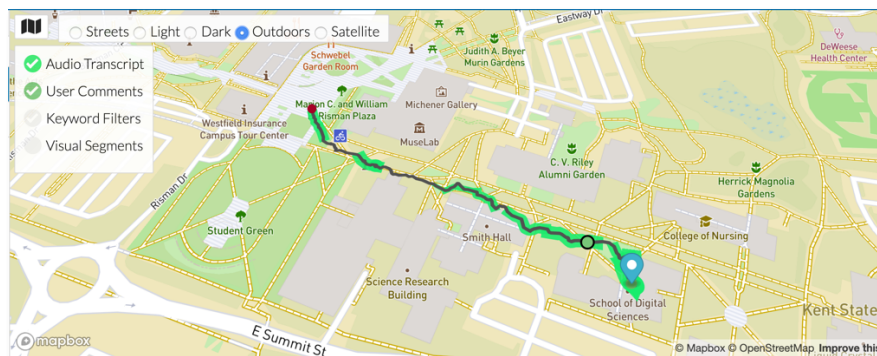 Streets Light Dark Outdoors Satellite
Audio Transcript
User Comments
Keyword Filters
Visual Segments
Eastway Dr
Judith A. Beyer
Murin Gardens
DeWeese
Health Center
Schwebel
Garden Room
Michener Gallery
Marion C. and William
Risman Plaza
Westfield Insurance
Campus Tour Center
MuseLab
C. V. Riley
Alumni Garden
Herrick Magnolia
Gardens
Risman Dr
Student Green
Smith Hall
College of Nursing
Science Research
Building
School of Digital
Sciences
Kent State
E Summit St
mapbox
© Mapbox © OpenStreetMap Improve this